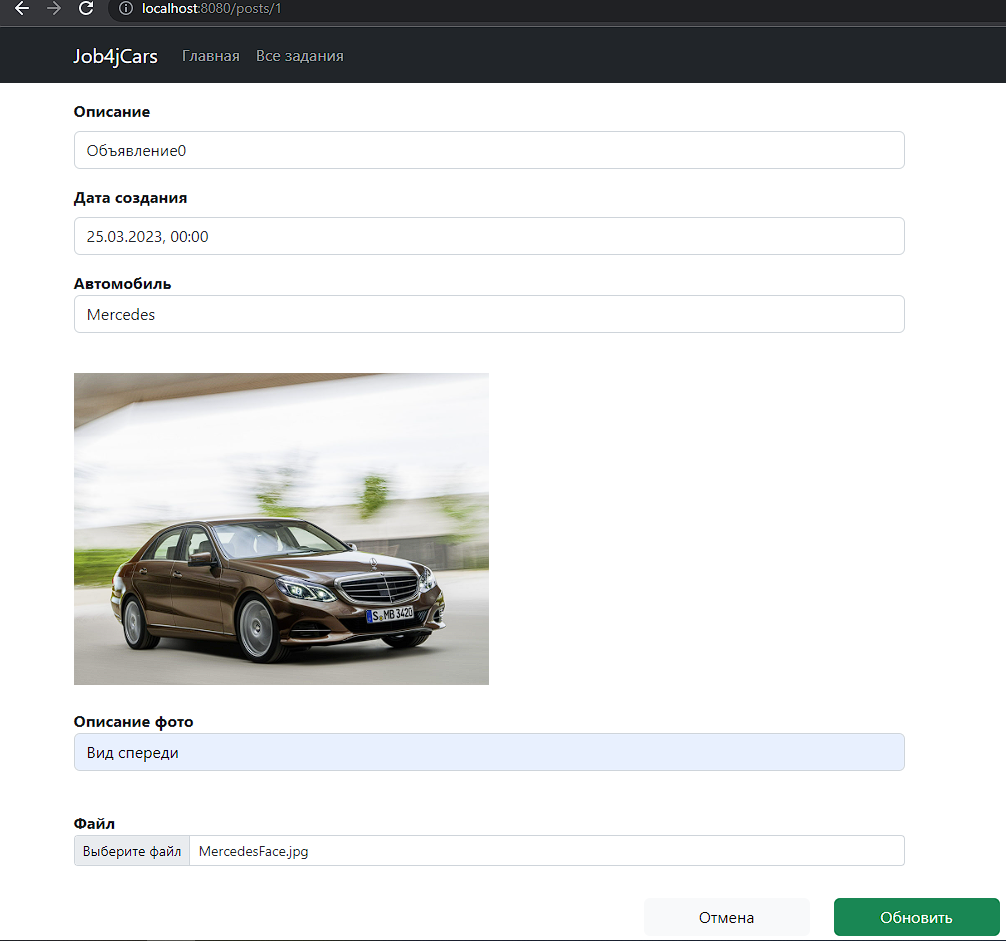 localhost:8080/posts/1
Job4jCars Главная Все задания
Описание
Объявление0
Дата создания
25.03.2023, 00:00
Автомобиль
Mercedes
S MB 3420
Описание фото
Вид спереди
Файл
Выберите файл MercedesFace.jpg
Отмена Обновить